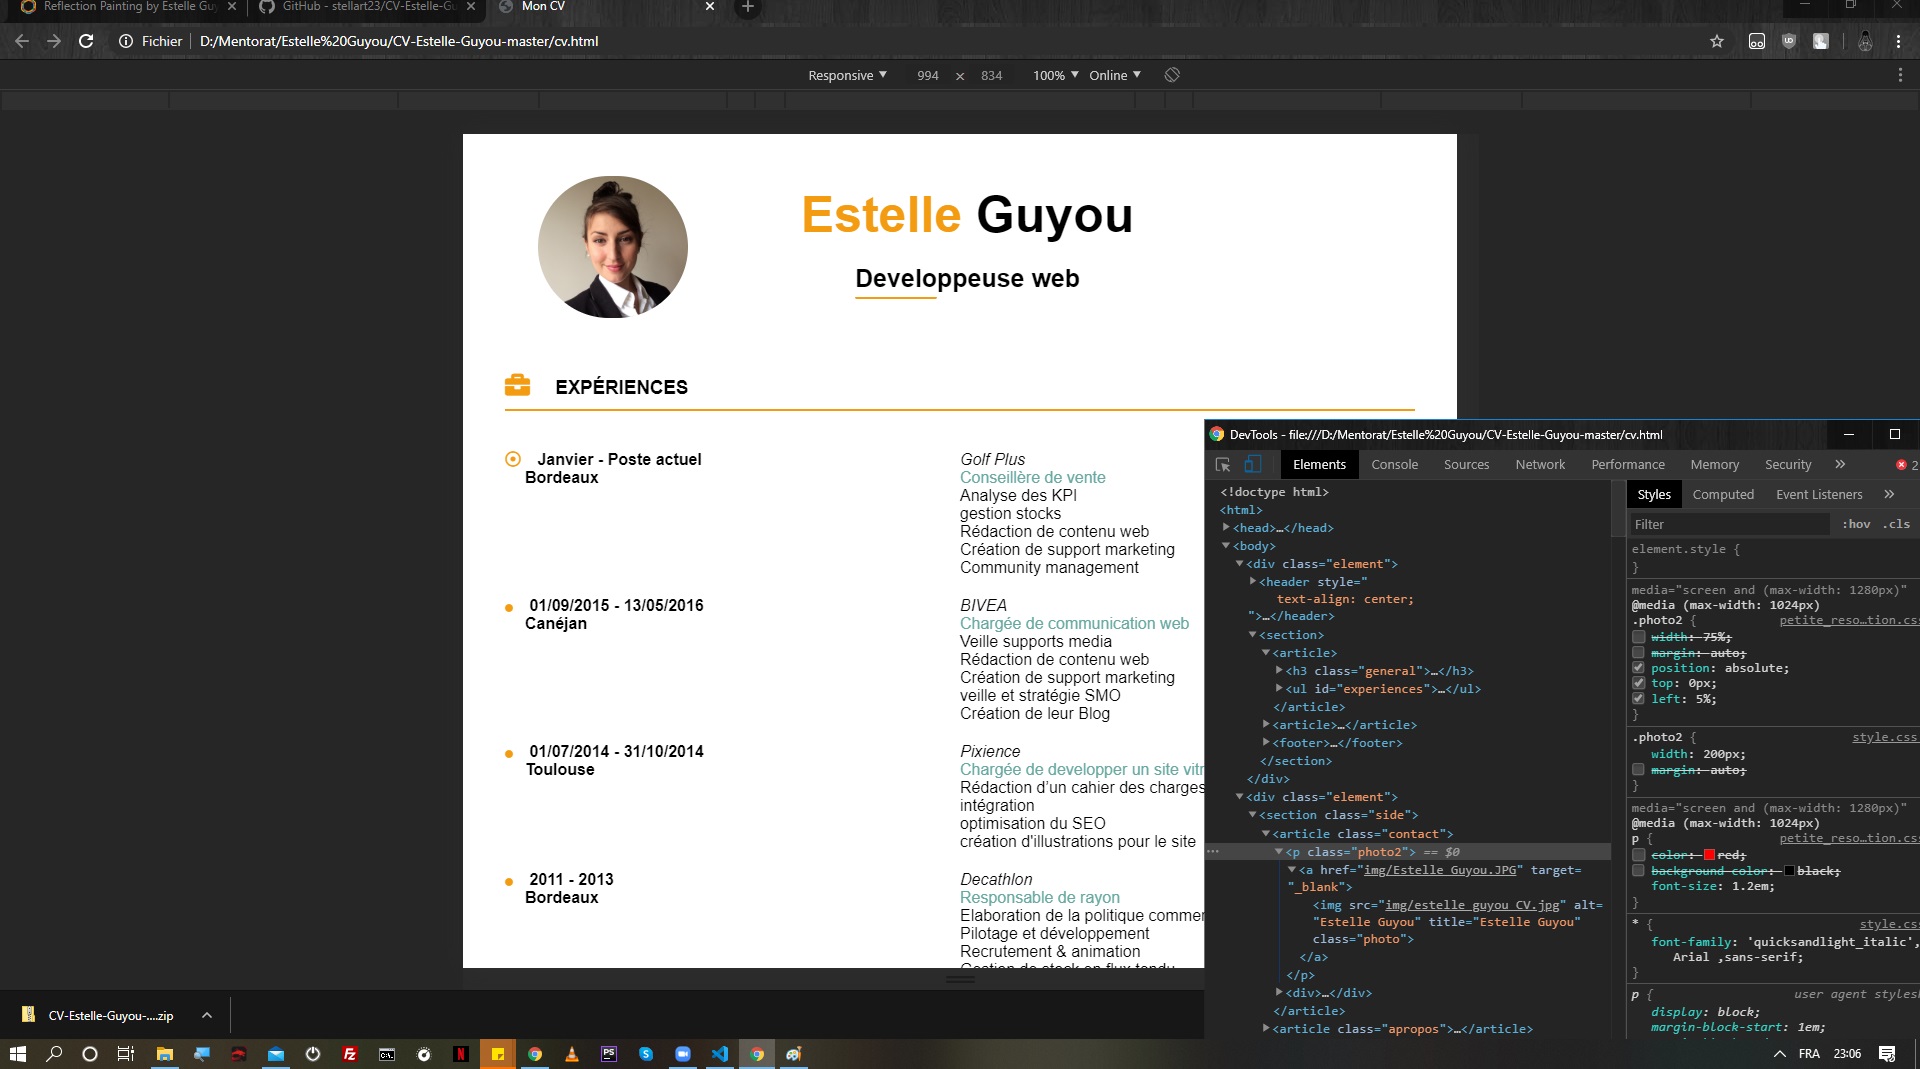 Reflection Painting by Estelle Guy
GitHub - stellart23/CV-Estelle-Gu
Mon CV
Fichier
D:/Mentorat/Estelle%20Guyou/CV-Estelle-Guyou-master/cv.html
Responsive ▼ 994 × 834 100% ▼ Online ▼
Estelle Guyou
Developpeuse web
EXPÉRIENCES
Janvier - Poste actuel
Bordeaux
Golf Plus
Conseillère de vente
Analyse des KPI
gestion stocks
Rédaction de contenu web
Création de support marketing
Community management
01/09/2015 - 13/05/2016
Canéjan
BIVEA
Chargée de communication web
Veille supports media
Rédaction de contenu web
Création de support marketing
veille et stratégie SMO
Création de leur Blog
01/07/2014 - 31/10/2014
Toulouse
Pixience
Chargée de developper un site vitr
Rédaction d'un cahier des charges
intégration
optimisation du SEO
création d'illustrations pour le site
2011 - 2013
Bordeaux
Decathlon
Responsable de rayon
Elaboration de la politique commer
Pilotage et développement
Recrutement & animation
Gestion de stock en flux tendu
DevTools - file:///D:/Mentorat/Estelle%20Guyou/CV-Estelle-Guyou-master/cv.html
Elements Console Sources Network Performance Memory Security » 2
<!doctype html>
<html>
<head>…</head>
<body>
<div class="element">
<header style="
text-align: center;
">…</header>
<section>
<article>
<h3 class="general">…</h3>
<ul id="experiences">…</ul>
</article>
<article>…</article>
<footer>…</footer>
</section>
</div>
<div class="element">
<section class="side">
<article class="contact">
… <p class="photo2"> == $0
<a href="img/Estelle Guyou.JPG" target=
"_blank">
<img src="img/estelle guyou CV.jpg" alt=
"Estelle Guyou" title="Estelle Guyou"
class="photo">
</a>
</p>
<div>…</div>
</article>
<article class="apropos">…</article>
Styles Computed Event Listeners »
Filter :hov .cls
element.style {
}
media="screen and (max-width: 1280px)"
@media (max-width: 1024px)
.photo2 { petite_reso…tion.css
width: 75%;
margin: auto;
position: absolute;
top: 0px;
left: 5%;
}
.photo2 { style.css
width: 200px;
margin: auto;
}
media="screen and (max-width: 1280px)"
@media (max-width: 1024px)
p { petite_reso…tion.css
color: red;
background-color: black;
font-size: 1.2em;
}
* { style.css
font-family: 'quicksandlight_italic',
Arial ,sans-serif;
}
p { user agent stylesh
display: block;
margin-block-start: 1em;
CV-Estelle-Guyou-....zip
FRA 23:06